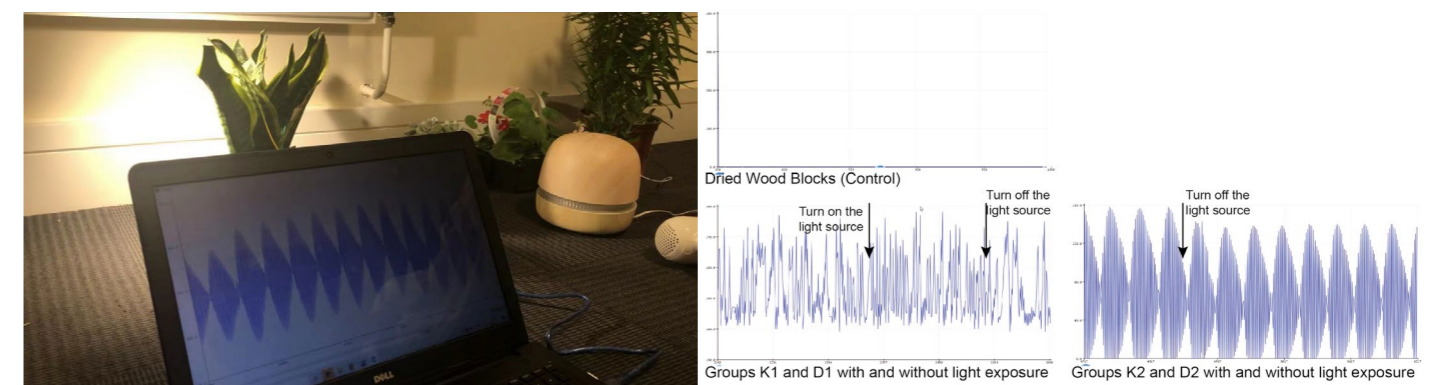 Dried Wood Blocks (Control)
Turn on the
light source
Turn off the
light source
Groups K1 and D1 with and without light exposure
Turn off the
light source
Groups K2 and D2 with and without light exposure
DELL